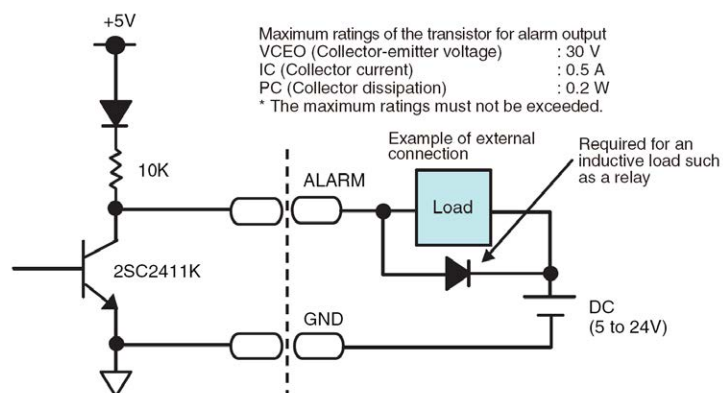 +5V
Maximum ratings of the transistor for alarm output
VCEO (Collector-emitter voltage) : 30 V
IC (Collector current) : 0.5 A
PC (Collector dissipation) : 0.2 W
* The maximum ratings must not be exceeded.
Example of external
connection
Required for an
inductive load such
as a relay
10K
ALARM
Load
2SC2411K
GND
DC
(5 to 24V)